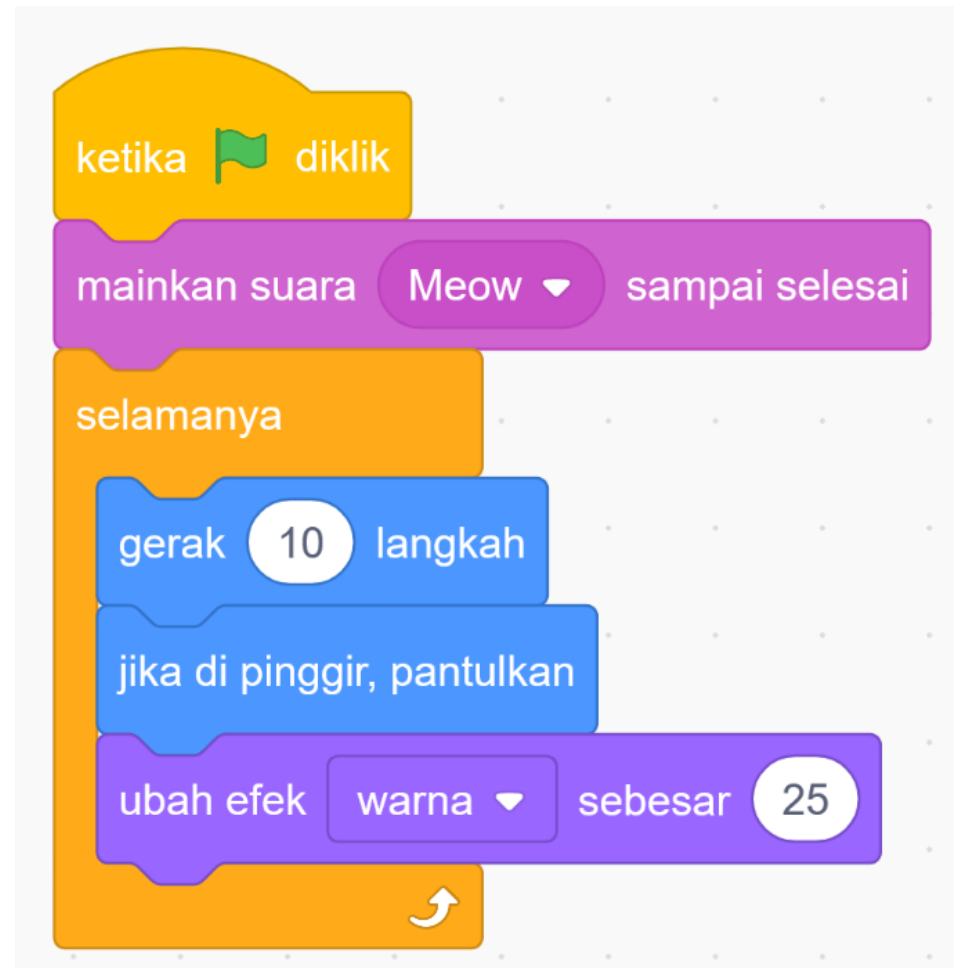 ketika diklik
mainkan suara Meow sampai selesai
selamanya
gerak 10 langkah
jika di pinggir, pantulkan
ubah efek warna sebesar 25